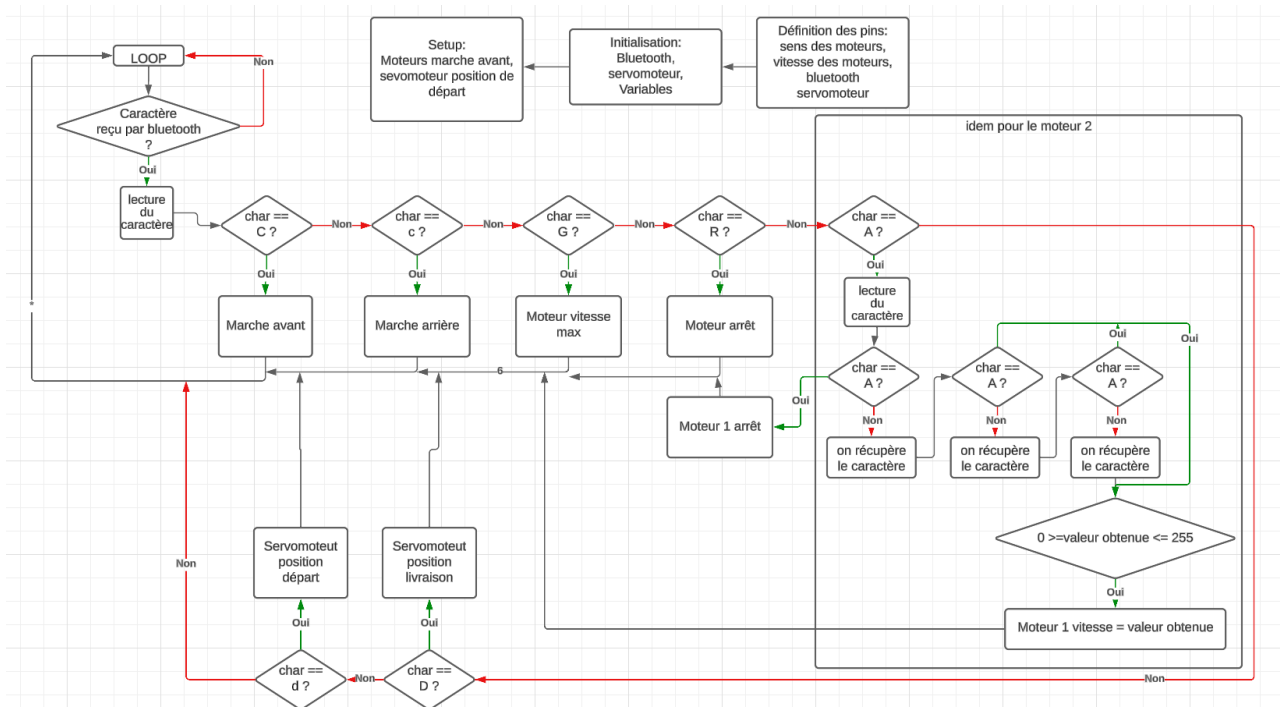 Définition des pins:
sens des moteurs,
vitesse des moteurs,
bluetooth
servomoteur
Initialisation:
Bluetooth,
servomoteur,
Variables
Setup:
Moteurs marche avant,
sevomoteur position de
départ
LOOP
Non
Caractère
reçu par bluetooth
?
Oui
lecture
du
caractère
char ==
C ?
Non
char ==
c ?
Non
char ==
G ?
Non
char ==
R ?
Non
idem pour le moteur 2
char ==
A ?
Oui
Oui
Oui
Oui
Oui
Marche avant
Marche arrière
Moteur vitesse
max
Moteur arrêt
lecture
du
caractère
6
Moteur 1 arrêt
Oui
char ==
A ?
char ==
A ?
char ==
A ?
Oui
Oui
Non
Non
Non
on récupère
le caractère
on récupère
le caractère
on récupère
le caractère
0 >=valeur obtenue <= 255
Oui
Moteur 1 vitesse = valeur obtenue
Servomoteut
position
départ
Servomoteut
position
livraison
Non
Oui
Oui
char ==
d ?
Non
char ==
D ?
Non